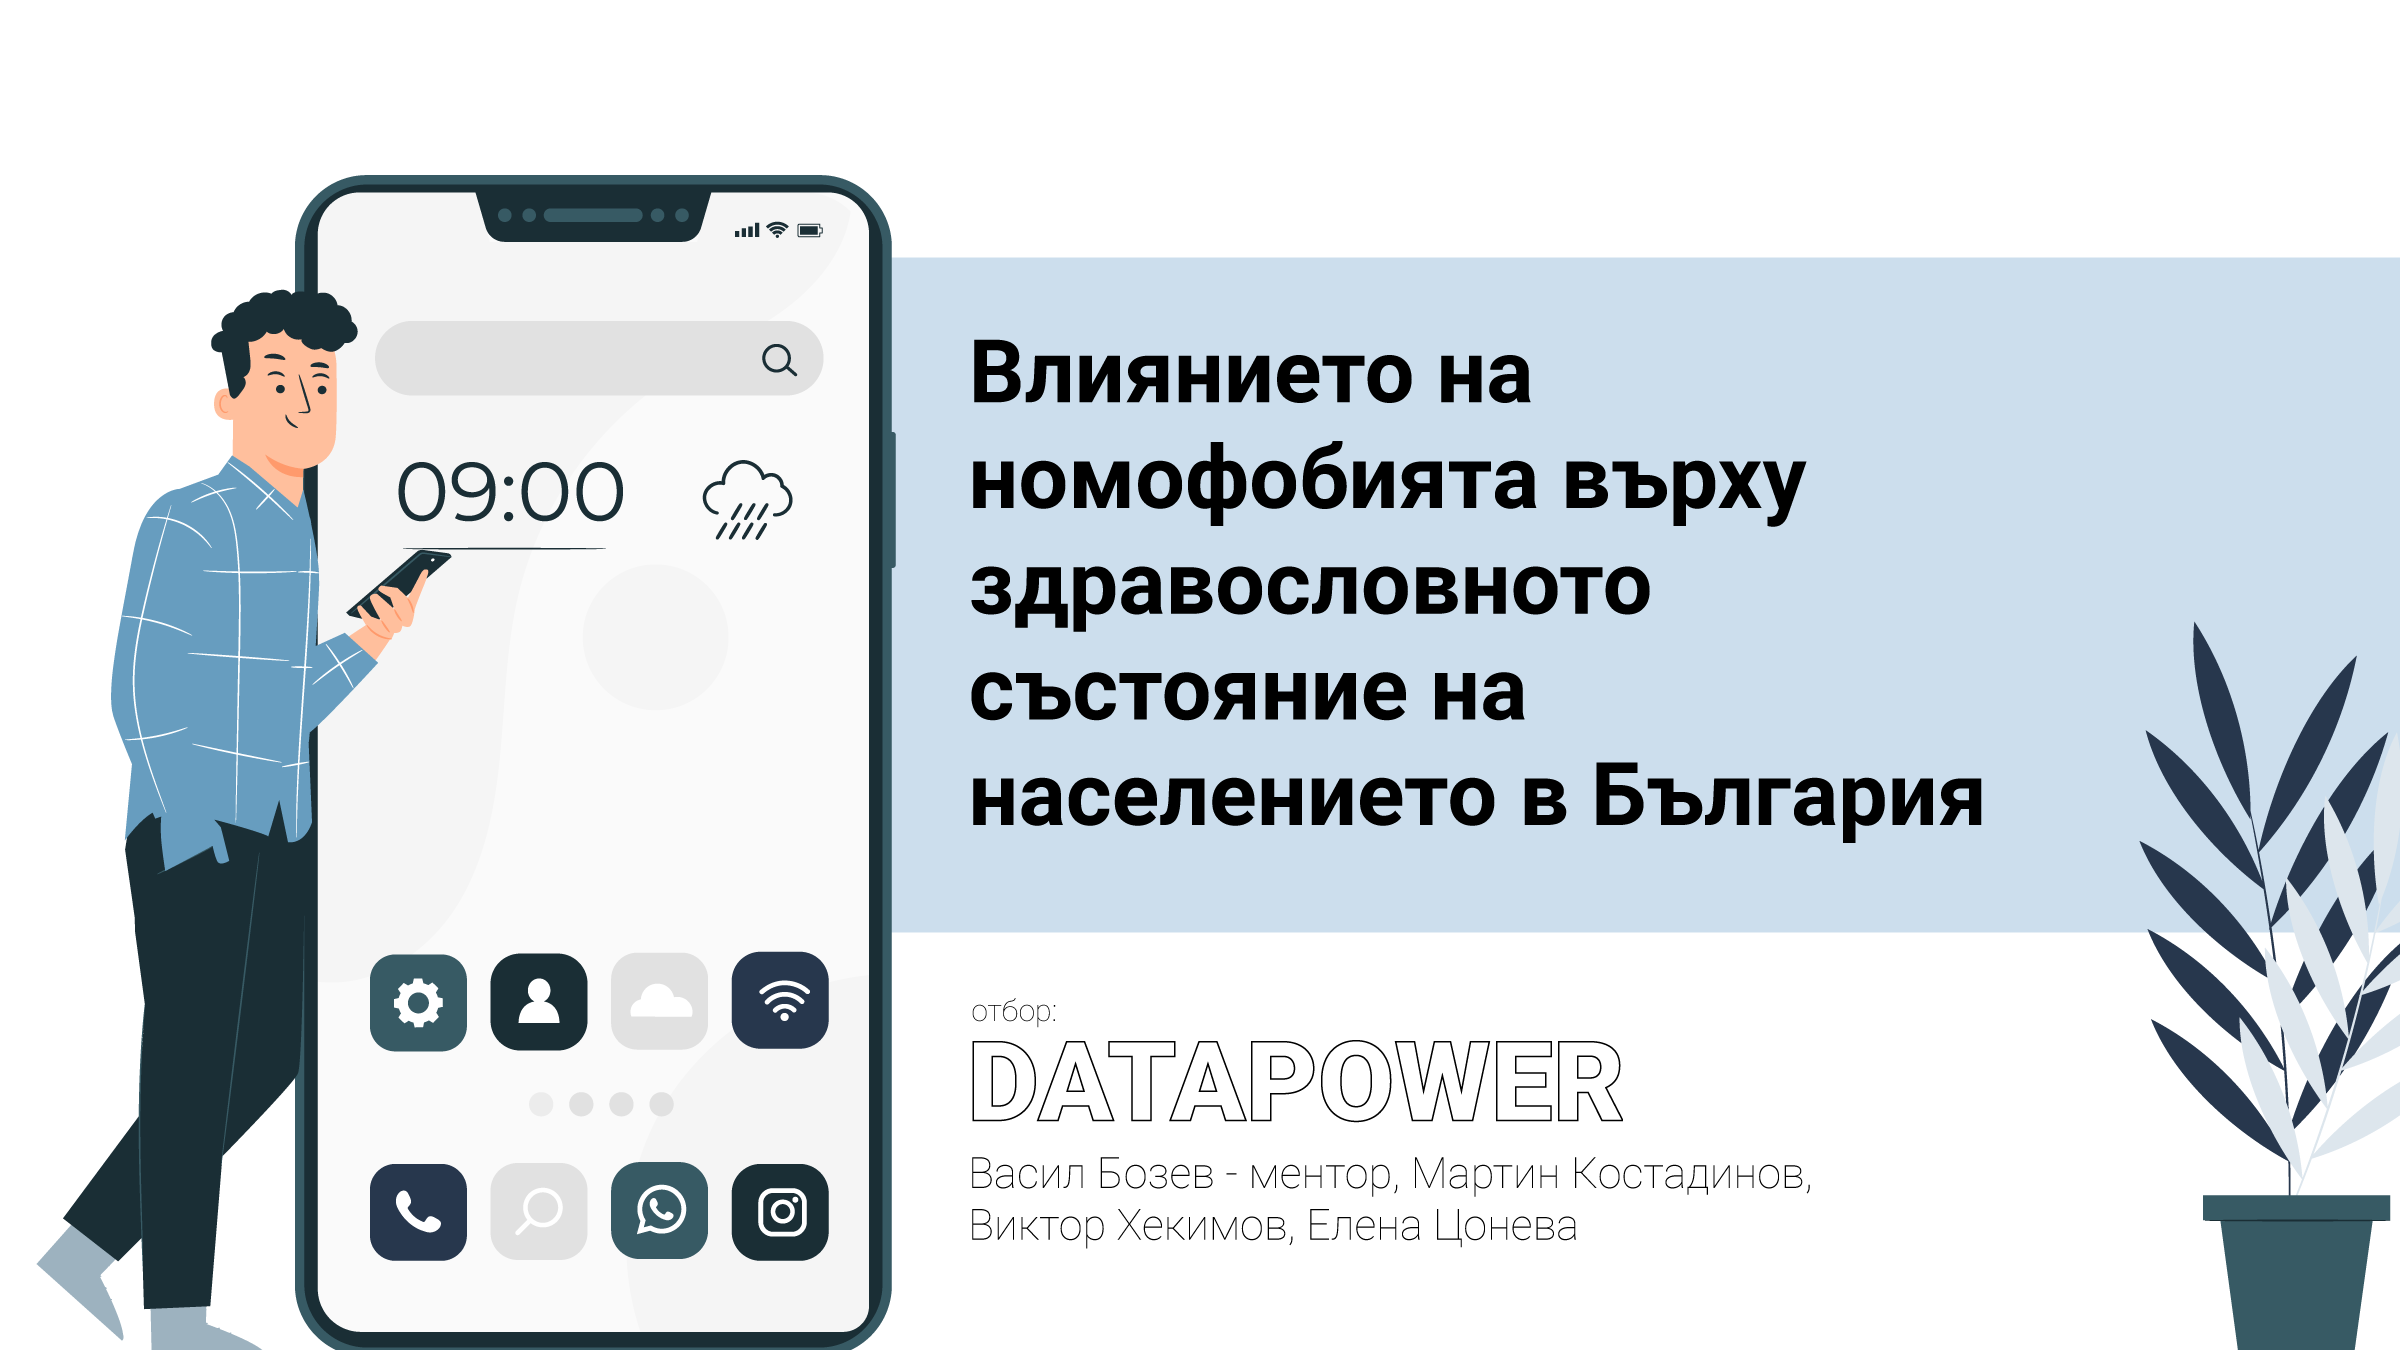 09:00
Влиянието на
номофобията върху
здравословното
състояние на
населението в България
отбор:
DATAPOWER
Васил Бозев - ментор, Мартин Костадинов,
Виктор Хекимов, Елена Цонева